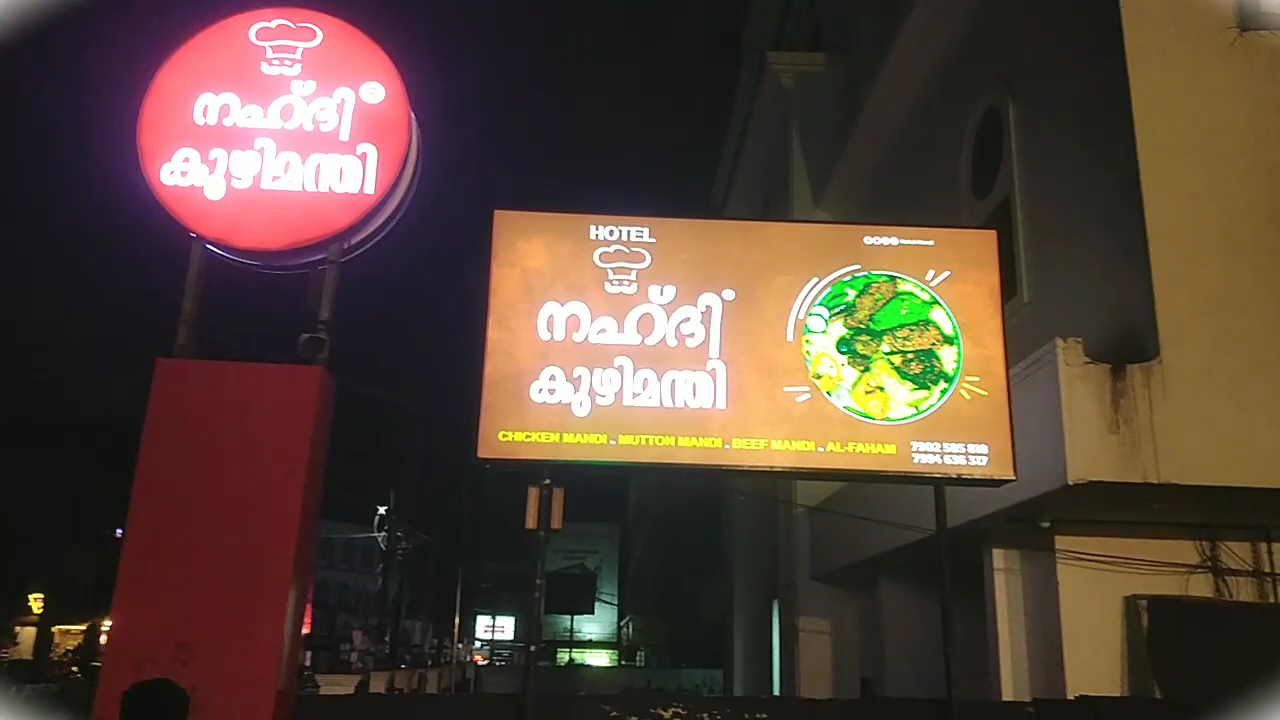 നഹ്ദി
കുഴിമന്തി
HOTEL
നഹ്ദി
കുഴിമന്തി
CHICKEN MANDI . MUTTON MANDI . BEEF MANDI . AL-FAHAM